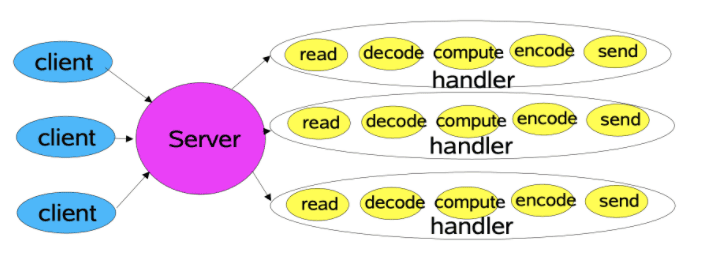 client
read decode compute encode send
handler
client
Server
read decode compute encode send
handler
client
read decode compute encode send
handler